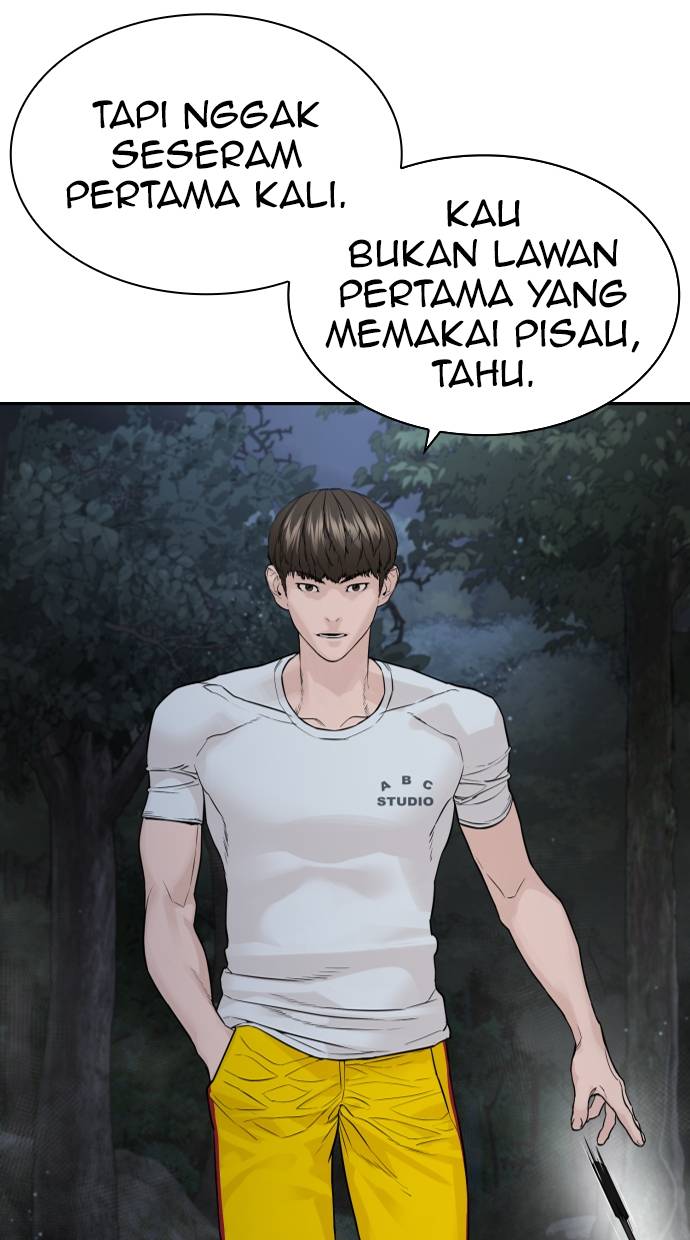 TAPI NGGAK
SESERAM
PERTAMA KALI.
KAU
BUKAN LAWAN
PERTAMA YANG
MEMAKAI PISAU,
TAHU.
A B C
STUDIO